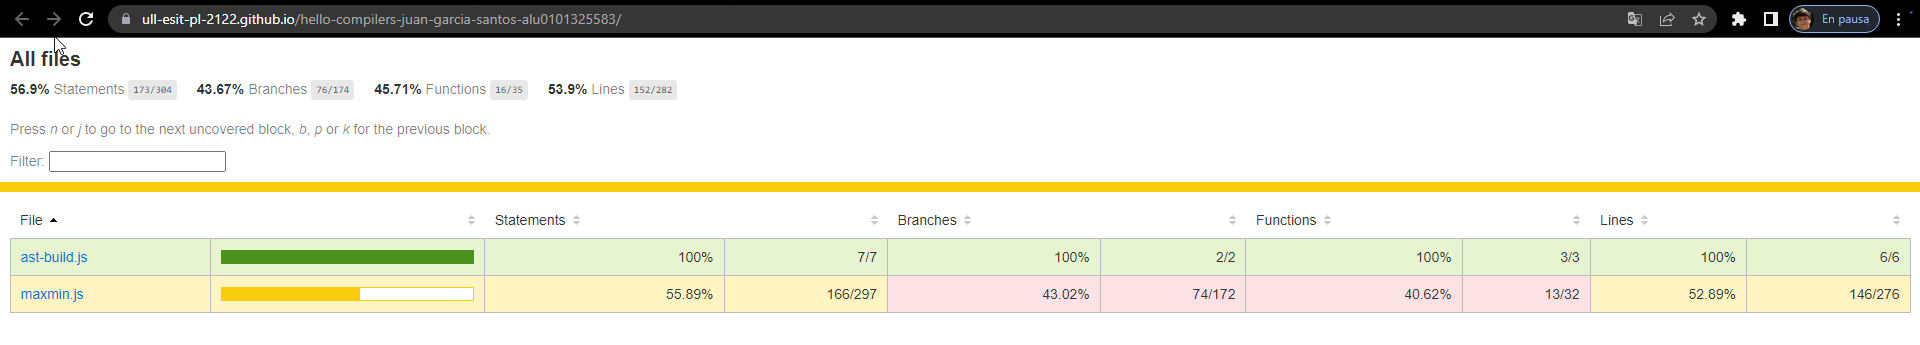 ull-esit-pl-2122.github.io/hello-compilers-juan-garcia-santos-alu0101325583/
En pausa
All files
56.9% Statements 173/304 43.67% Branches 76/174 45.71% Functions 16/35 53.9% Lines 152/282
Press n or j to go to the next uncovered block, b, p or k for the previous block.
Filter:
File Statements Branches Functions Lines
ast-build.js 100% 7/7 100% 2/2 100% 3/3 100% 6/6
maxmin.js 55.89% 166/297 43.02% 74/172 40.62% 13/32 52.89% 146/276